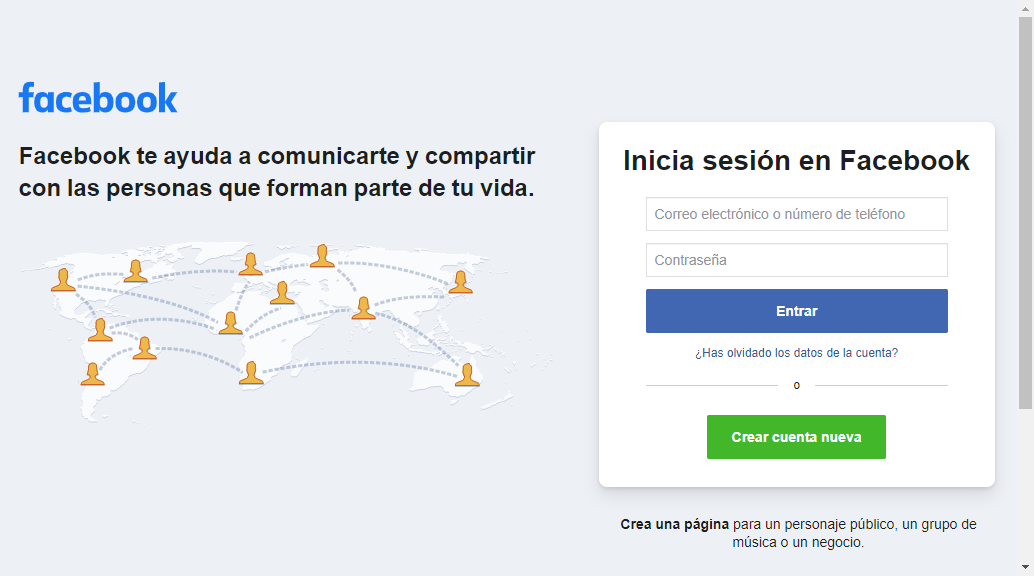 facebook
Facebook te ayuda a comunicarte y compartir
con las personas que forman parte de tu vida.
Inicia sesión en Facebook
Correo electrónico o número de teléfono
Contraseña
Entrar
¿Has olvidado los datos de la cuenta?
o
Crear cuenta nueva
Crea una página para un personaje público, un grupo de
música o un negocio.